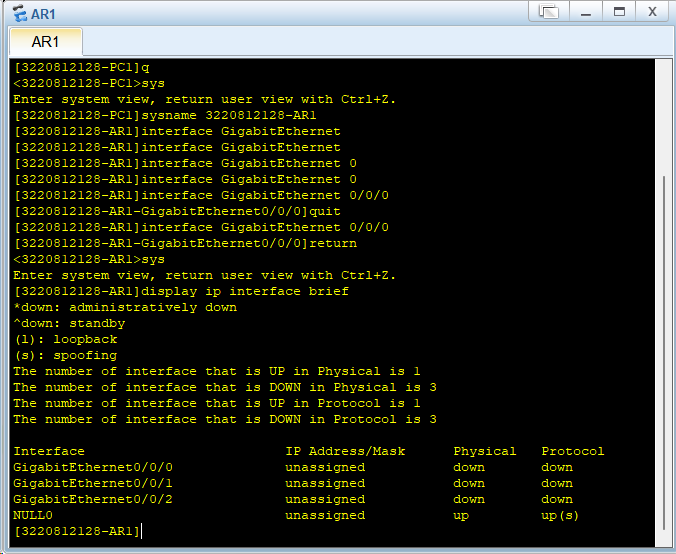 AR1
AR1
[3220812128-PC1]q
<3220812128-PC1>sys
Enter system view, return user view with Ctrl+Z.
[3220812128-PC1]sysname 3220812128-AR1
[3220812128-AR1]interface GigabitEthernet
[3220812128-AR1]interface GigabitEthernet
[3220812128-AR1]interface GigabitEthernet 0
[3220812128-AR1]interface GigabitEthernet 0
[3220812128-AR1]interface GigabitEthernet 0/0/0
[3220812128-AR1-GigabitEthernet0/0/0]quit
[3220812128-AR1]interface GigabitEthernet 0/0/0
[3220812128-AR1-GigabitEthernet0/0/0]return
<3220812128-AR1>sys
Enter system view, return user view with Ctrl+Z.
[3220812128-AR1]display ip interface brief
*down: administratively down
^down: standby
(l): loopback
(s): spoofing
The number of interface that is UP in Physical is 1
The number of interface that is DOWN in Physical is 3
The number of interface that is UP in Protocol is 1
The number of interface that is DOWN in Protocol is 3
Interface IP Address/Mask Physical Protocol
GigabitEthernet0/0/0 unassigned down down
GigabitEthernet0/0/1 unassigned down down
GigabitEthernet0/0/2 unassigned down down
NULL0 unassigned up up(s)
[3220812128-AR1]